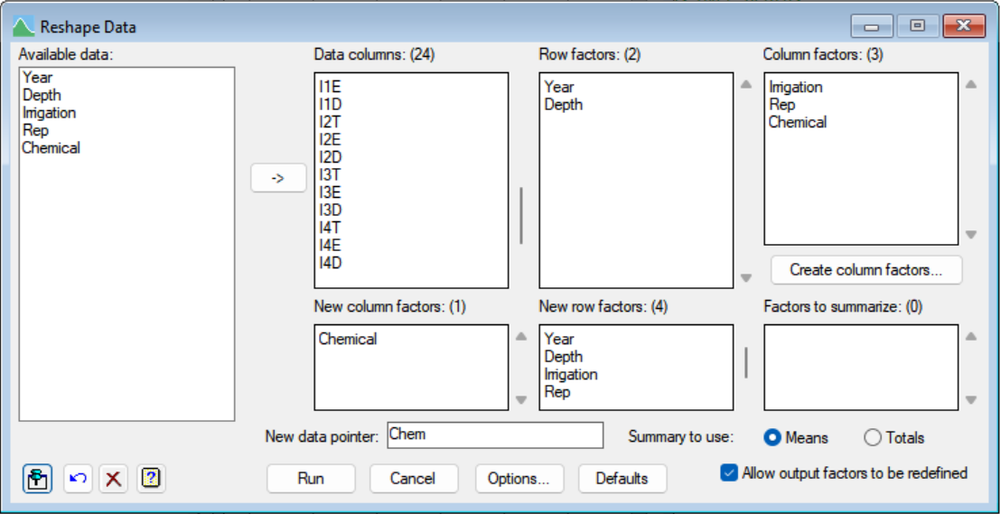 Reshape Data
Available data:
Year
Depth
Irrigation
Rep
Chemical
->
Data columns: (24)
I1E
I1D
I2T
I2E
I2D
I3T
I3E
I3D
I4T
I4E
I4D
Row factors: (2)
Year
Depth
Column factors: (3)
Irrigation
Rep
Chemical
Create column factors...
New column factors: (1)
Chemical
New row factors: (4)
Year
Depth
Irrigation
Rep
Factors to summarize: (0)
New data pointer: Chem
Summary to use: Means Totals
Run Cancel Options... Defaults
Allow output factors to be redefined